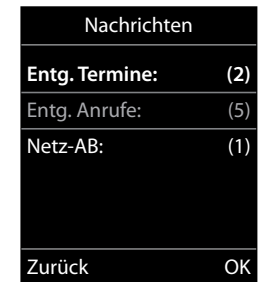 Nachrichten
Entg. Termine: (2)
Entg. Anrufe: (5)
Netz-AB: (1)
Zurück OK